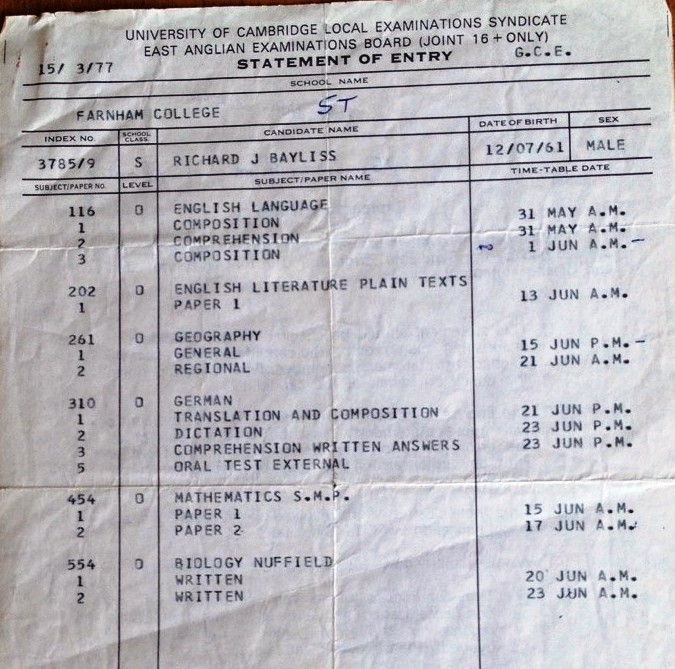 UNIVERSITY OF CAMBRIDGE LOCAL EXAMINATIONS SYNDICATE
EAST ANGLIAN EXAMINATIONS BOARD (JOINT 16 + ONLY)
15/ 3/77 STATEMENT OF ENTRY G.C.E.
SCHOOL NAME
FARNHAM COLLEGE ST
INDEX NO. SCHOOL CLASS. CANDIDATE NAME DATE OF BIRTH SEX
3785/9 S RICHARD J BAYLISS 12/07/61 MALE
SUBJECT/PAPER NO. LEVEL SUBJECT/PAPER NAME TIME-TABLE DATE
116 O ENGLISH LANGUAGE
1 COMPOSITION 31 MAY A.M.
2 COMPREHENSION 31 MAY A.M.
3 COMPOSITION 1 JUN A.M.
202 O ENGLISH LITERATURE PLAIN TEXTS
1 PAPER 1 13 JUN A.M.
261 O GEOGRAPHY
1 GENERAL 15 JUN P.M.
2 REGIONAL 21 JUN A.M.
310 O GERMAN
1 TRANSLATION AND COMPOSITION 21 JUN P.M.
2 DICTATION 23 JUN P.M.
3 COMPREHENSION WRITTEN ANSWERS 23 JUN P.M.
5 ORAL TEST EXTERNAL
454 O MATHEMATICS S.M.P.
1 PAPER 1 15 JUN A.M.
2 PAPER 2 17 JUN A.M.
554 O BIOLOGY NUFFIELD
1 WRITTEN 20 JUN A.M.
2 WRITTEN 23 JUN A.M.